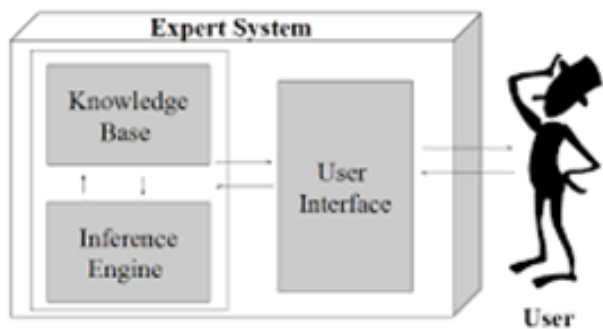 Expert System
Knowledge
Base
User
Interface
Inference
Engine
User